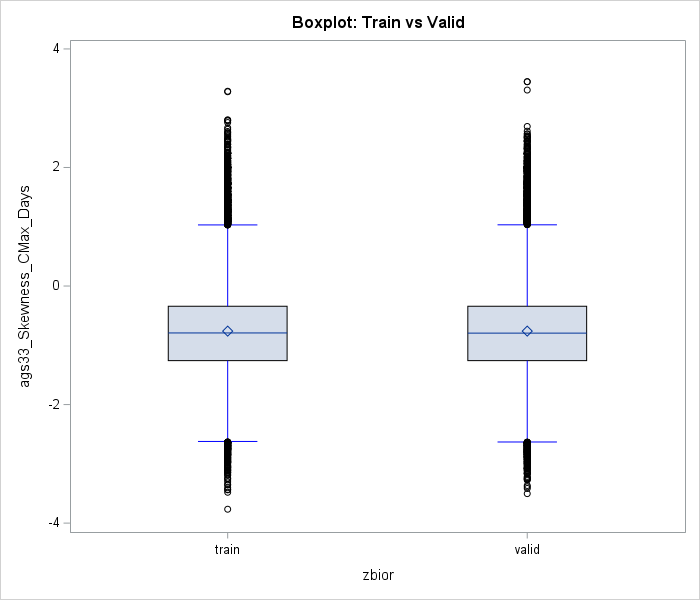 Boxplot: Train vs Valid
ags33_Skewness_CMax_Days
4
2
0
-2
-4
train
valid
zbior